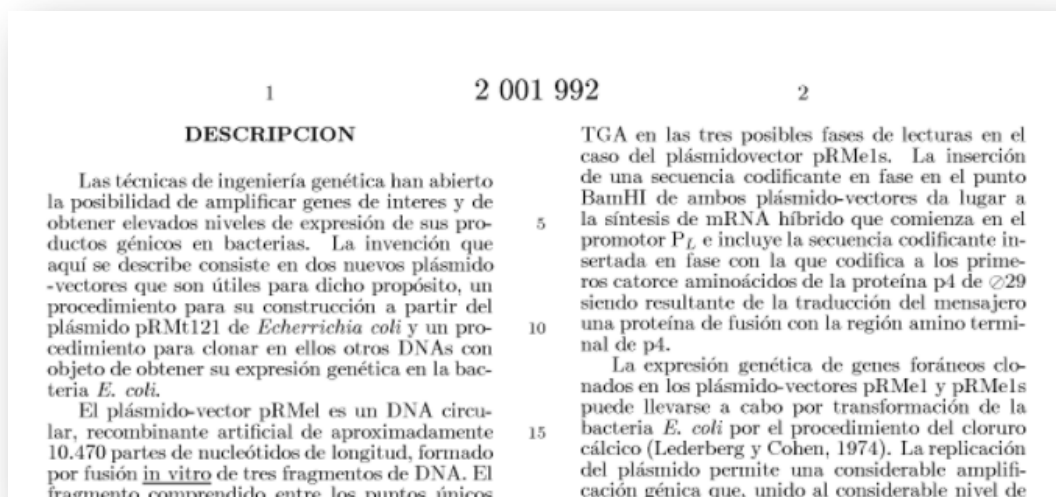 1
2 001 992
2
DESCRIPCION
Las técnicas de ingeniería genética han abierto
la posibilidad de amplificar genes de interes y de
obtener elevados niveles de expresión de sus pro-
ductos génicos en bacterias. La invención que
aquí se describe consiste en dos nuevos plásmido
-vectores que son útiles para dicho propósito, un
procedimiento para su construcción a partir del
plásmido pRMt121 de Echerrichia coli y un pro-
cedimiento para clonar en ellos otros DNAs con
objeto de obtener su expresión genética en la bac-
teria E. coli.
El plásmido-vector pRMel es un DNA circu-
lar, recombinante artificial de aproximadamente
10.470 partes de nucleótidos de longitud, formado
por fusión in vitro de tres fragmentos de DNA. El
fragmento comprendido entre los puntos únicos
5
10
15
TGA en las tres posibles fases de lecturas en el
caso del plásmidovector pRMe1s. La inserción
de una secuencia codificante en fase en el punto
BamHI de ambos plásmido-vectores da lugar a
la síntesis de mRNA híbrido que comienza en el
promotor P_L e incluye la secuencia codificante in-
sertada en fase con la que codifica a los prime-
ros catorce aminoácidos de la proteína p4 de ∅29
siendo resultante de la traducción del mensajero
una proteína de fusión con la región amino termi-
nal de p4.
La expresión genética de genes foráneos clo-
nados en los plásmido-vectores pRMe1 y pRMe1s
puede llevarse a cabo por transformación de la
bacteria E. coli por el procedimiento del cloruro
cálcico (Lederberg y Cohen, 1974). La replicación
del plásmido permite una considerable amplifi-
cación génica que, unido al considerable nivel de